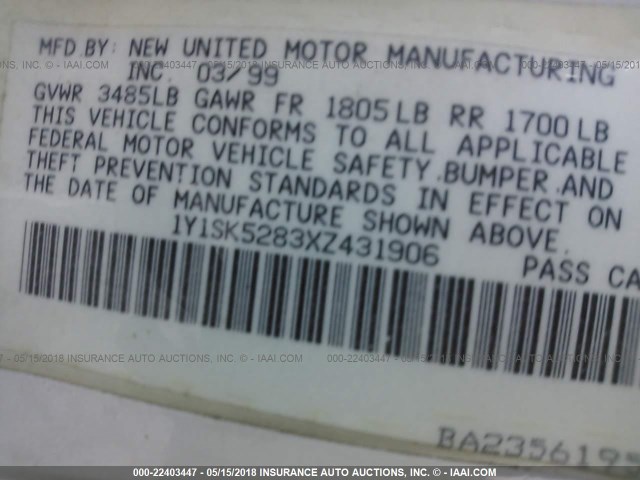 MFD.BY: NEW UNITED MOTOR MANUFACTURING
INC. 03/99
GVWR 3485LB GAWR FR 1805LB RR 1700LB
THIS VEHICLE CONFORMS TO ALL APPLICABLE
FEDERAL MOTOR VEHICLE SAFETY.BUMPER.AND
THEFT PREVENTION STANDARDS IN EFFECT ON
THE DATE OF MANUFACTURE SHOWN ABOVE.
1Y1SK5283XZ431906 PASS CA
BA2356195
000-22403447 - 05/15/2018 INSURANCE AUTO AUCTIONS, INC. © - IAAI.COM